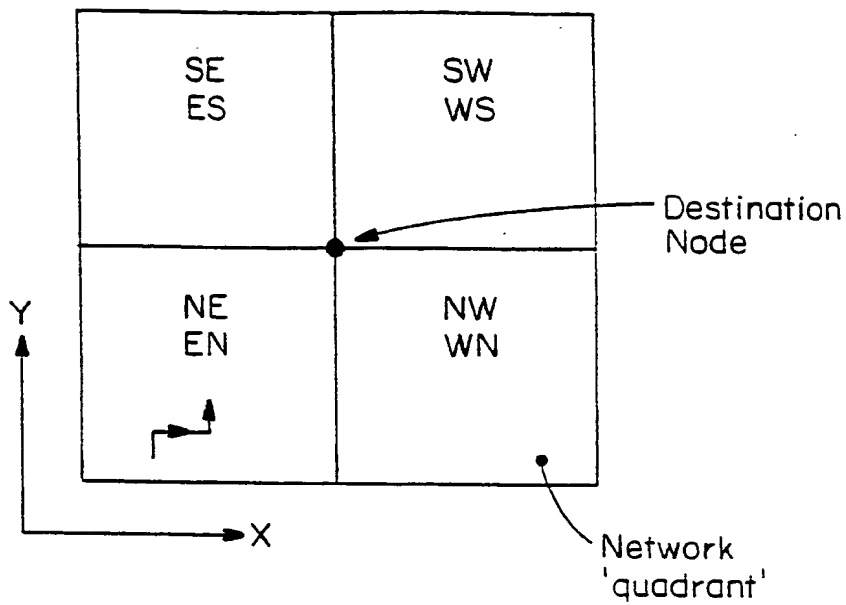 SE
ES
SW
WS
Destination
Node
NE
EN
NW
WN
Y
X
Network
'quadrant'